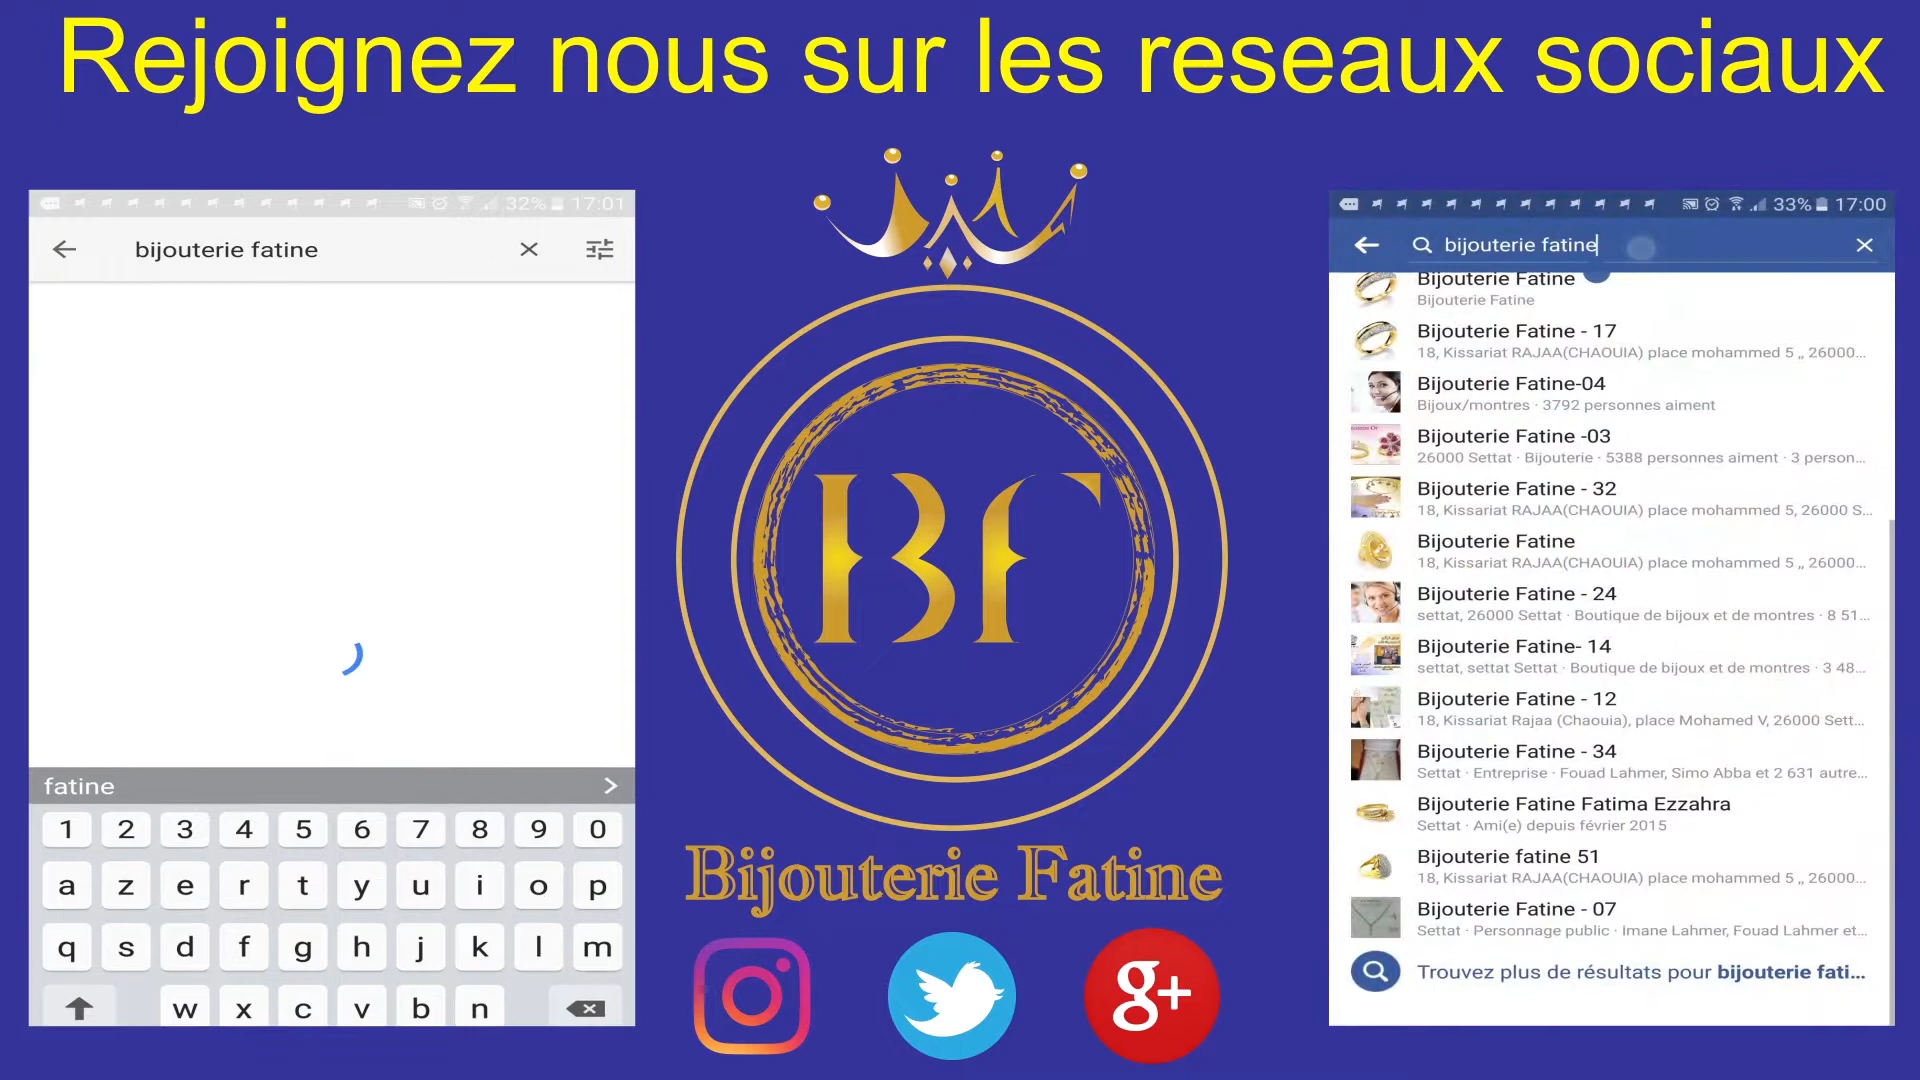 Rejoignez nous sur les reseaux sociaux
32% 17:01
bijouterie fatine
fatine
1 2 3 4 5 6 7 8 9 0
a z e r t y u i o p
q s d f g h j k l m
w x c v b n
BF
Bijouterie Fatine
g+
33% 17:00
bijouterie fatine
Bijouterie Fatine
Bijouterie Fatine
Bijouterie Fatine - 17
18, Kissariat RAJAA(CHAOUIA) place mohammed 5 ,, 26000...
Bijouterie Fatine-04
Bijoux/montres · 3792 personnes aiment
Bijouterie Fatine -03
26000 Settat · Bijouterie · 5388 personnes aiment · 3 person...
Bijouterie Fatine - 32
18, Kissariat RAJAA(CHAOUIA) place mohammed 5, 26000 S...
Bijouterie Fatine
18, Kissariat RAJAA(CHAOUIA) place mohammed 5 ,, 26000...
Bijouterie Fatine - 24
settat, 26000 Settat · Boutique de bijoux et de montres · 8 51...
Bijouterie Fatine- 14
settat, settat Settat · Boutique de bijoux et de montres · 3 48...
Bijouterie Fatine - 12
18, Kissariat Rajaa (Chaouia), place Mohamed V, 26000 Sett...
Bijouterie Fatine - 34
Settat · Entreprise · Fouad Lahmer, Simo Abba et 2 631 autre...
Bijouterie Fatine Fatima Ezzahra
Settat · Ami(e) depuis février 2015
Bijouterie fatine 51
18, Kissariat RAJAA(CHAOUIA) place mohammed 5 ,, 26000...
Bijouterie Fatine - 07
Settat · Personnage public · Imane Lahmer, Fouad Lahmer et...
Trouvez plus de résultats pour bijouterie fati...